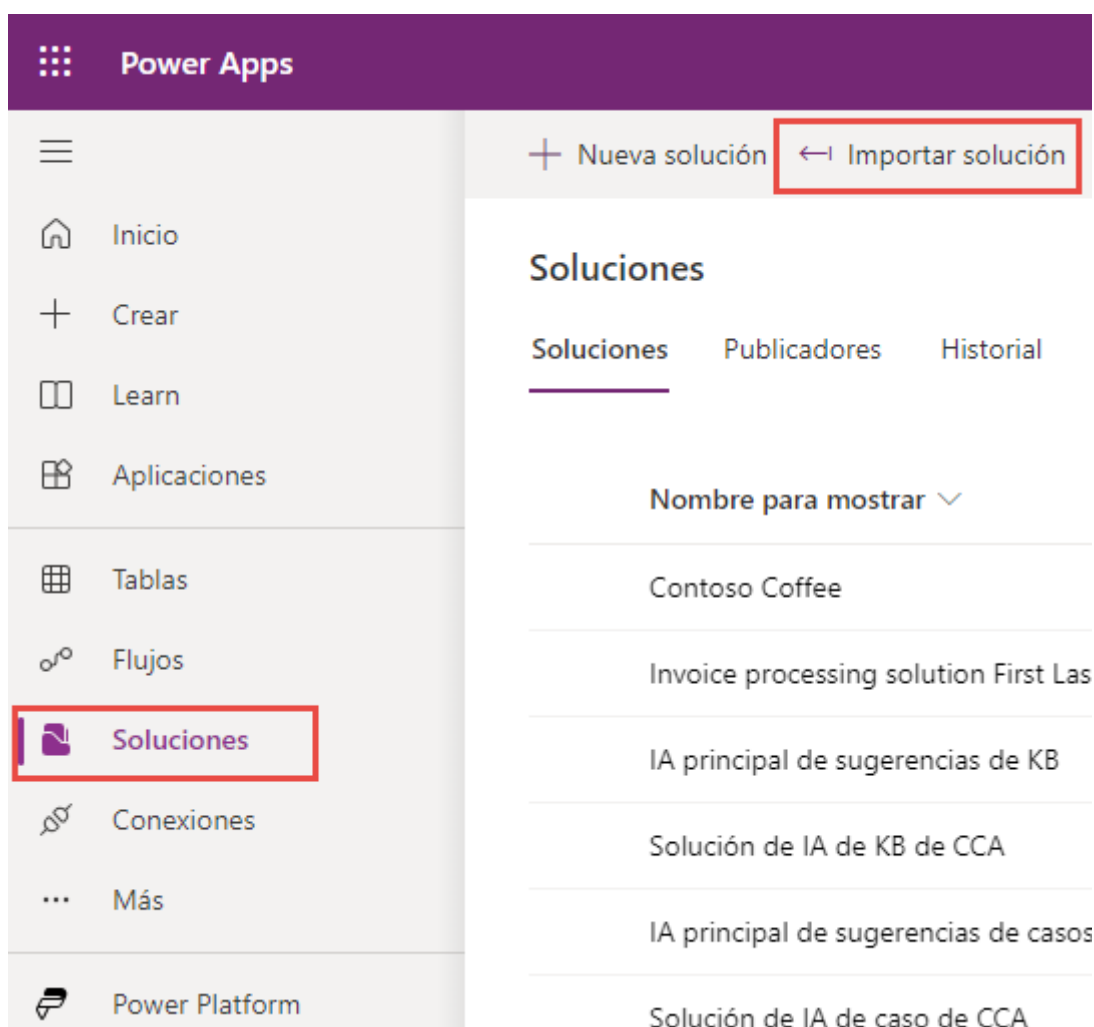 Power Apps
Nueva solución
Importar solución
Inicio
Crear
Learn
Aplicaciones
Tablas
Flujos
Soluciones
Conexiones
Más
Power Platform
Soluciones
Soluciones Publicadores Historial
Nombre para mostrar
Contoso Coffee
Invoice processing solution First Las
IA principal de sugerencias de KB
Solución de IA de KB de CCA
IA principal de sugerencias de casos
Solución de IA de caso de CCA